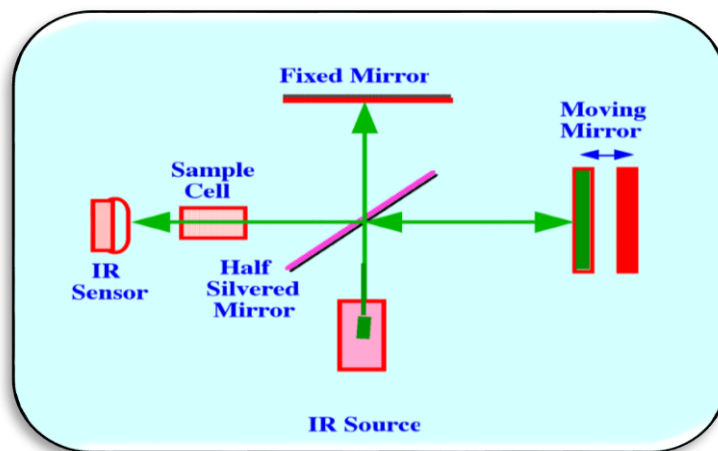 Fixed Mirror
Moving
Mirror
Sample
Cell
IR
Sensor
Half
Silvered
Mirror
IR Source